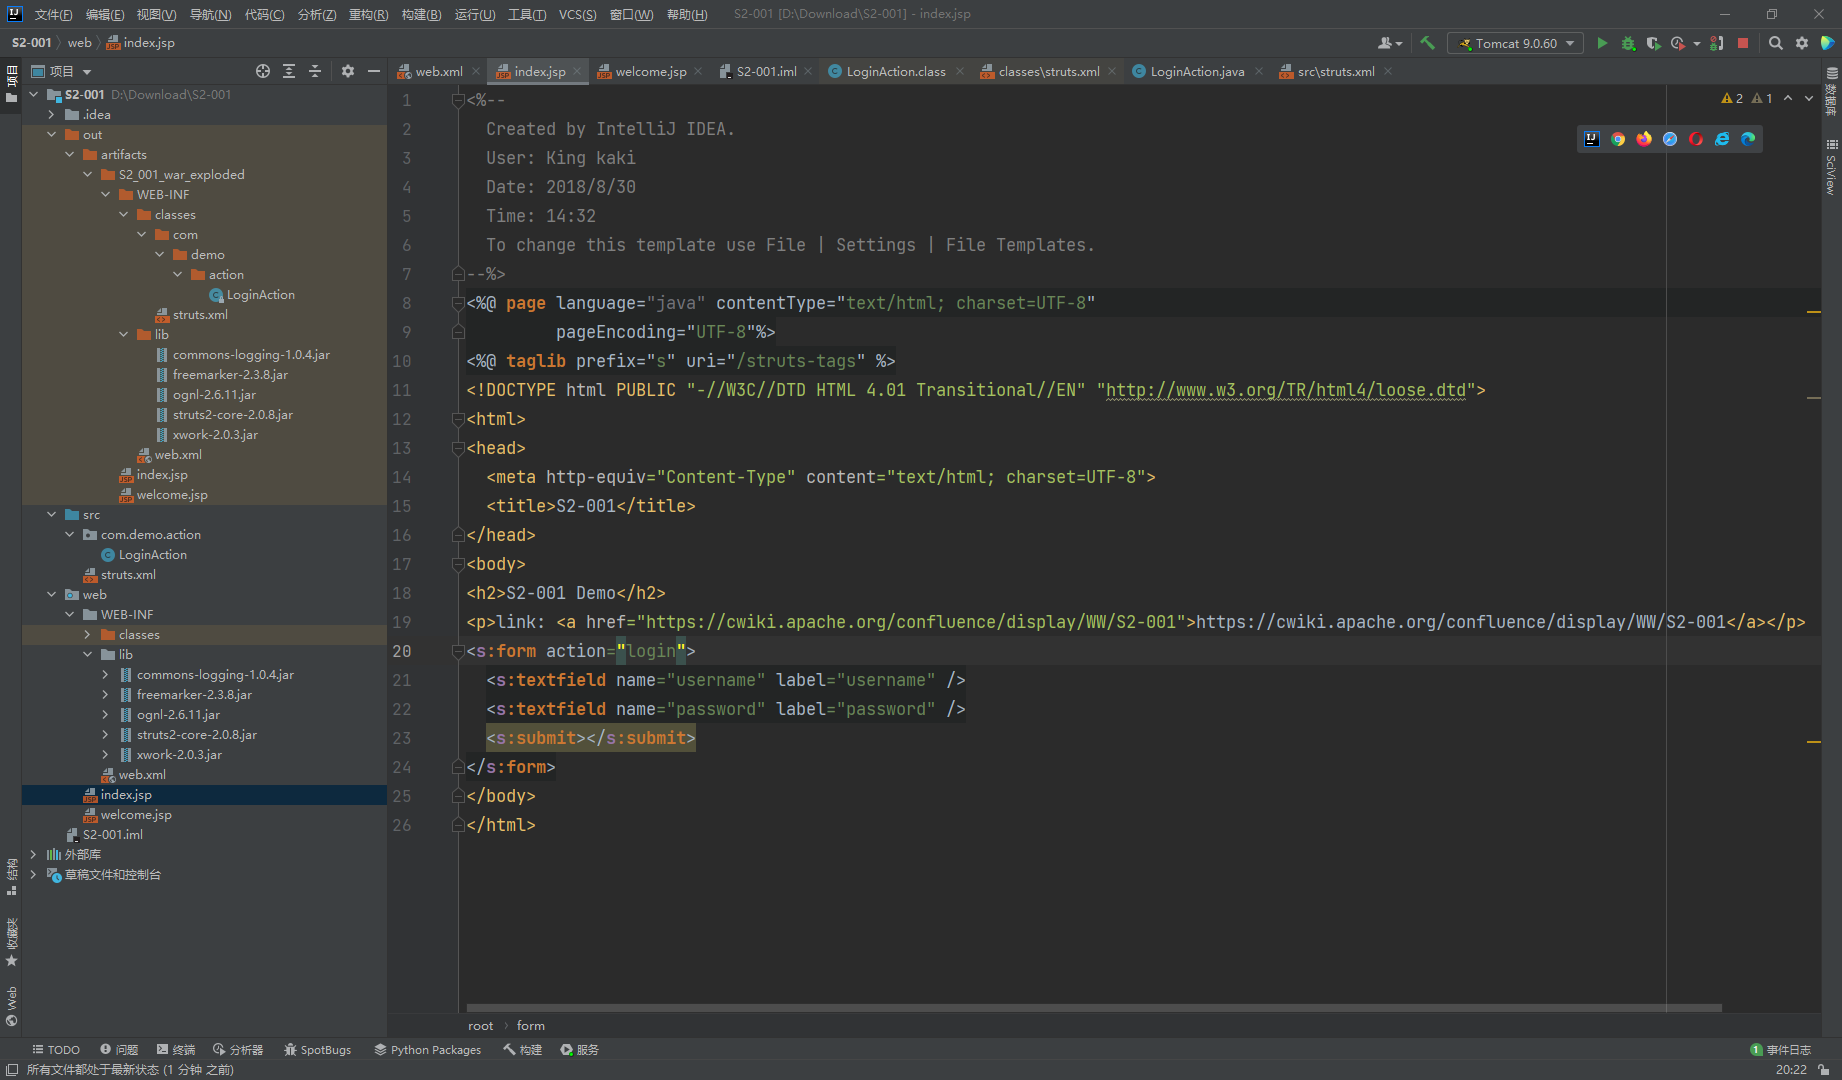 文件(F) 编辑(E) 视图(V) 导航(N) 代码(C) 分析(Z) 重构(R) 构建(B) 运行(U) 工具(T) VCS(S) 窗口(W) 帮助(H) S2-001 [D:\Download\S2-001] - index.jsp
S2-001 web index.jsp Tomcat 9.0.60
项目 web.xml index.jsp welcome.jsp S2-001.iml LoginAction.class classes\struts.xml LoginAction.java src\struts.xml
项目
S2-001 D:\Download\S2-001
.idea
out
artifacts
S2_001_war_exploded
WEB-INF
classes
com
demo
action
LoginAction
struts.xml
lib
commons-logging-1.0.4.jar
freemarker-2.3.8.jar
ognl-2.6.11.jar
struts2-core-2.0.8.jar
xwork-2.0.3.jar
web.xml
index.jsp
welcome.jsp
src
com.demo.action
LoginAction
struts.xml
web
WEB-INF
classes
lib
commons-logging-1.0.4.jar
freemarker-2.3.8.jar
ognl-2.6.11.jar
struts2-core-2.0.8.jar
xwork-2.0.3.jar
web.xml
index.jsp
welcome.jsp
S2-001.iml
外部库
草稿文件和控制台
结构
收藏夹
Web
1 <%--
2 Created by IntelliJ IDEA.
3 User: King kaki
4 Date: 2018/8/30
5 Time: 14:32
6 To change this template use File | Settings | File Templates.
7 --%>
8 <%@ page language="java" contentType="text/html; charset=UTF-8"
9 pageEncoding="UTF-8"%>
10 <%@ taglib prefix="s" uri="/struts-tags" %>
11 <!DOCTYPE html PUBLIC "-//W3C//DTD HTML 4.01 Transitional//EN" "http://www.w3.org/TR/html4/loose.dtd">
12 <html>
13 <head>
14 <meta http-equiv="Content-Type" content="text/html; charset=UTF-8">
15 <title>S2-001</title>
16 </head>
17 <body>
18 <h2>S2-001 Demo</h2>
19 <p>link: <a href="https://cwiki.apache.org/confluence/display/WW/S2-001">https://cwiki.apache.org/confluence/display/WW/S2-001</a></p>
20 <s:form action="login">
21 <s:textfield name="username" label="username" />
22 <s:textfield name="password" label="password" />
23 <s:submit></s:submit>
24 </s:form>
25 </body>
26 </html>
2 1
数据库
SciView
root form
TODO 问题 终端 分析器 SpotBugs Python Packages 构建 服务 1 事件日志
所有文件都处于最新状态 (1 分钟 之前) 20:22